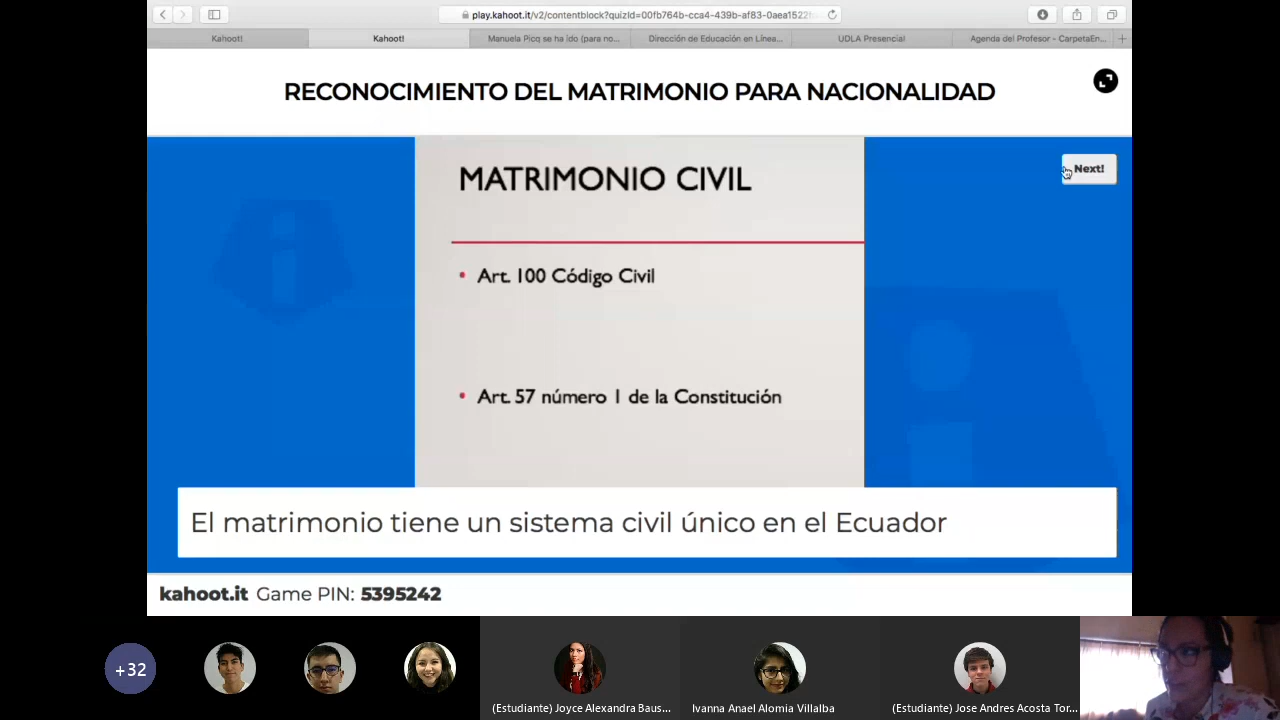 play.kahoot.it/v2/contentblock?quizId=00fb764b-cca4-439b-af83-0aea1522
Kahoot!
Kahoot!
Manuela Picq se ha ido (para no...
Dirección de Educación en Línea...
UDLA Presencial
Agenda del Profesor - CarpetaEn...
RECONOCIMIENTO DEL MATRIMONIO PARA NACIONALIDAD
Next!
MATRIMONIO CIVIL
• Art. 100 Código Civil
• Art. 57 número 1 de la Constitución
El matrimonio tiene un sistema civil único en el Ecuador
kahoot.it Game PIN: 5395242
+32
(Estudiante) Joyce Alexandra Baus...
Ivanna Anael Alomia Villalba
(Estudiante) Jose Andres Acosta Tor...